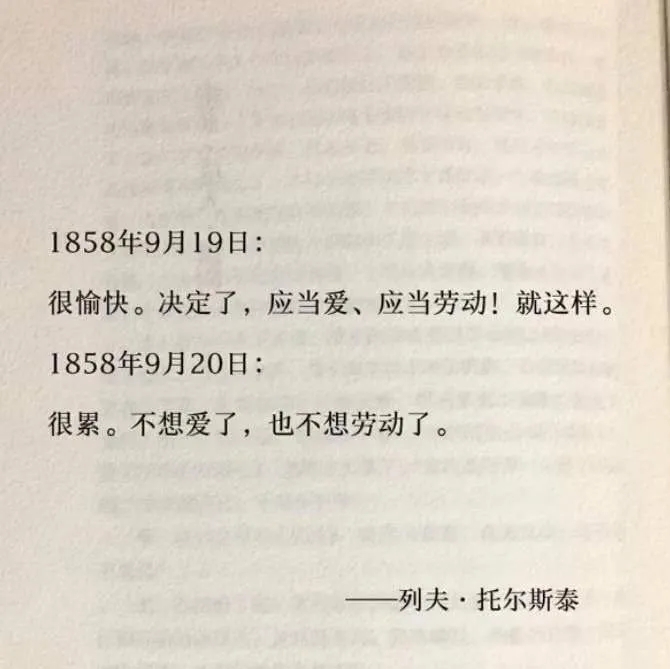 1858年9月19日：
很愉快。决定了，应当爱、应当劳动！就这样。
1858年9月20日：
很累。不想爱了，也不想劳动了。
——列夫·托尔斯泰